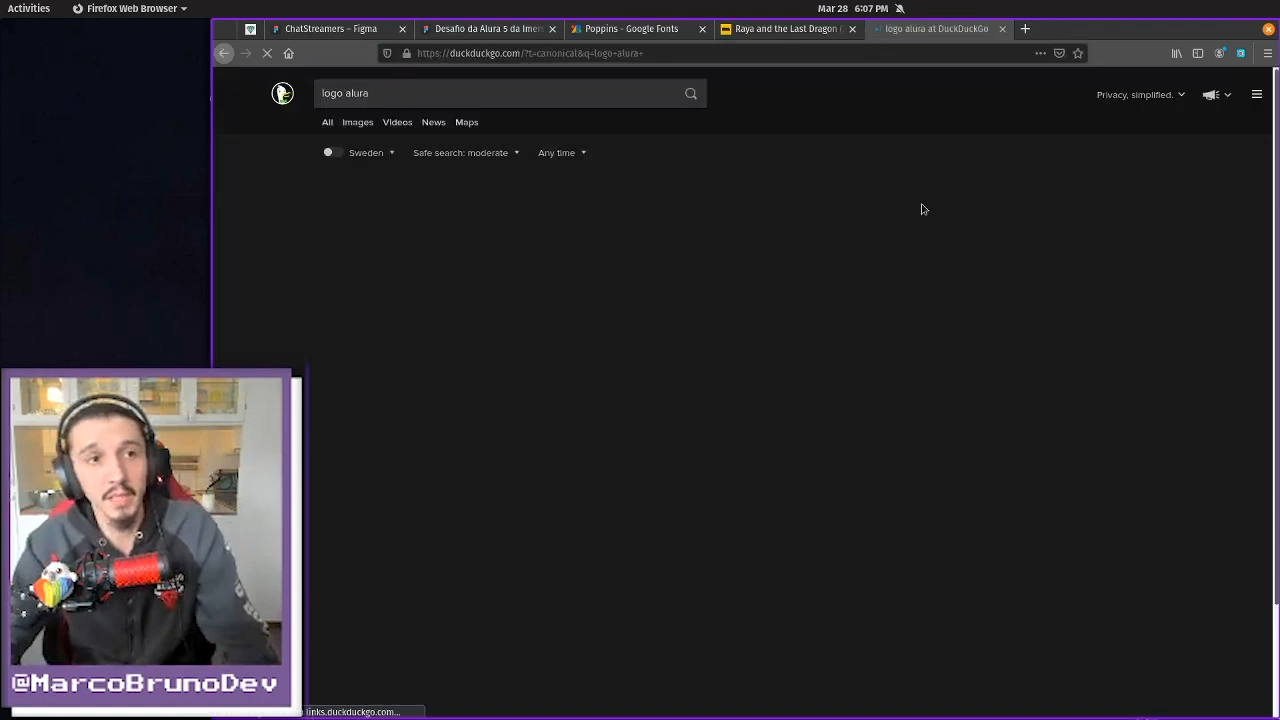 Activities
Firefox Web Browser
Mar 28 6:07 PM
ChatStreamers – Figma
Desafio da Alura 5 da Imers
Poppins - Google Fonts
Raya and the Last Dragon
logo alura at DuckDuckGo
https://duckduckgo.com/?t=canonical&q=logo+alura+
logo alura
Privacy, simplified.
All
Images
Videos
News
Maps
Sweden
Safe search: moderate
Any time
@MarcoBrunoDev
links.duckduckgo.com...